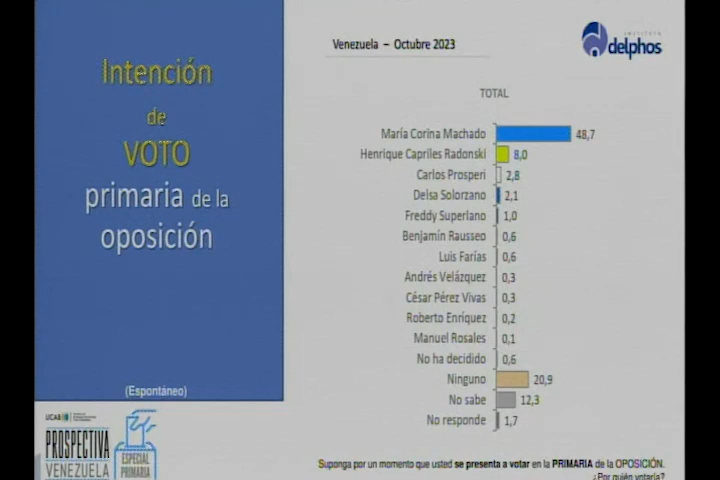 Intención
de
VOTO
primaria de la
oposición
(Espontáneo)
UCAB
PROSPECTIVA
VENEZUELA
ESPECIAL
PRIMARIA
Venezuela – Octubre 2023
INSTITUTO
delphos
TOTAL
María Corina Machado 48,7
Henrique Capriles Radonski 8,0
Carlos Prosperi 2,8
Delsa Solorzano 2,1
Freddy Superlano 1,0
Benjamín Rausseo 0,6
Luis Farías 0,6
Andrés Velázquez 0,3
César Pérez Vivas 0,3
Roberto Enríquez 0,2
Manuel Rosales 0,1
No ha decidido 0,6
Ninguno 20,9
No sabe 12,3
No responde 1,7
Suponga por un momento que usted se presenta a votar en la PRIMARIA de la OPOSICIÓN.
¿Por quién votaría?